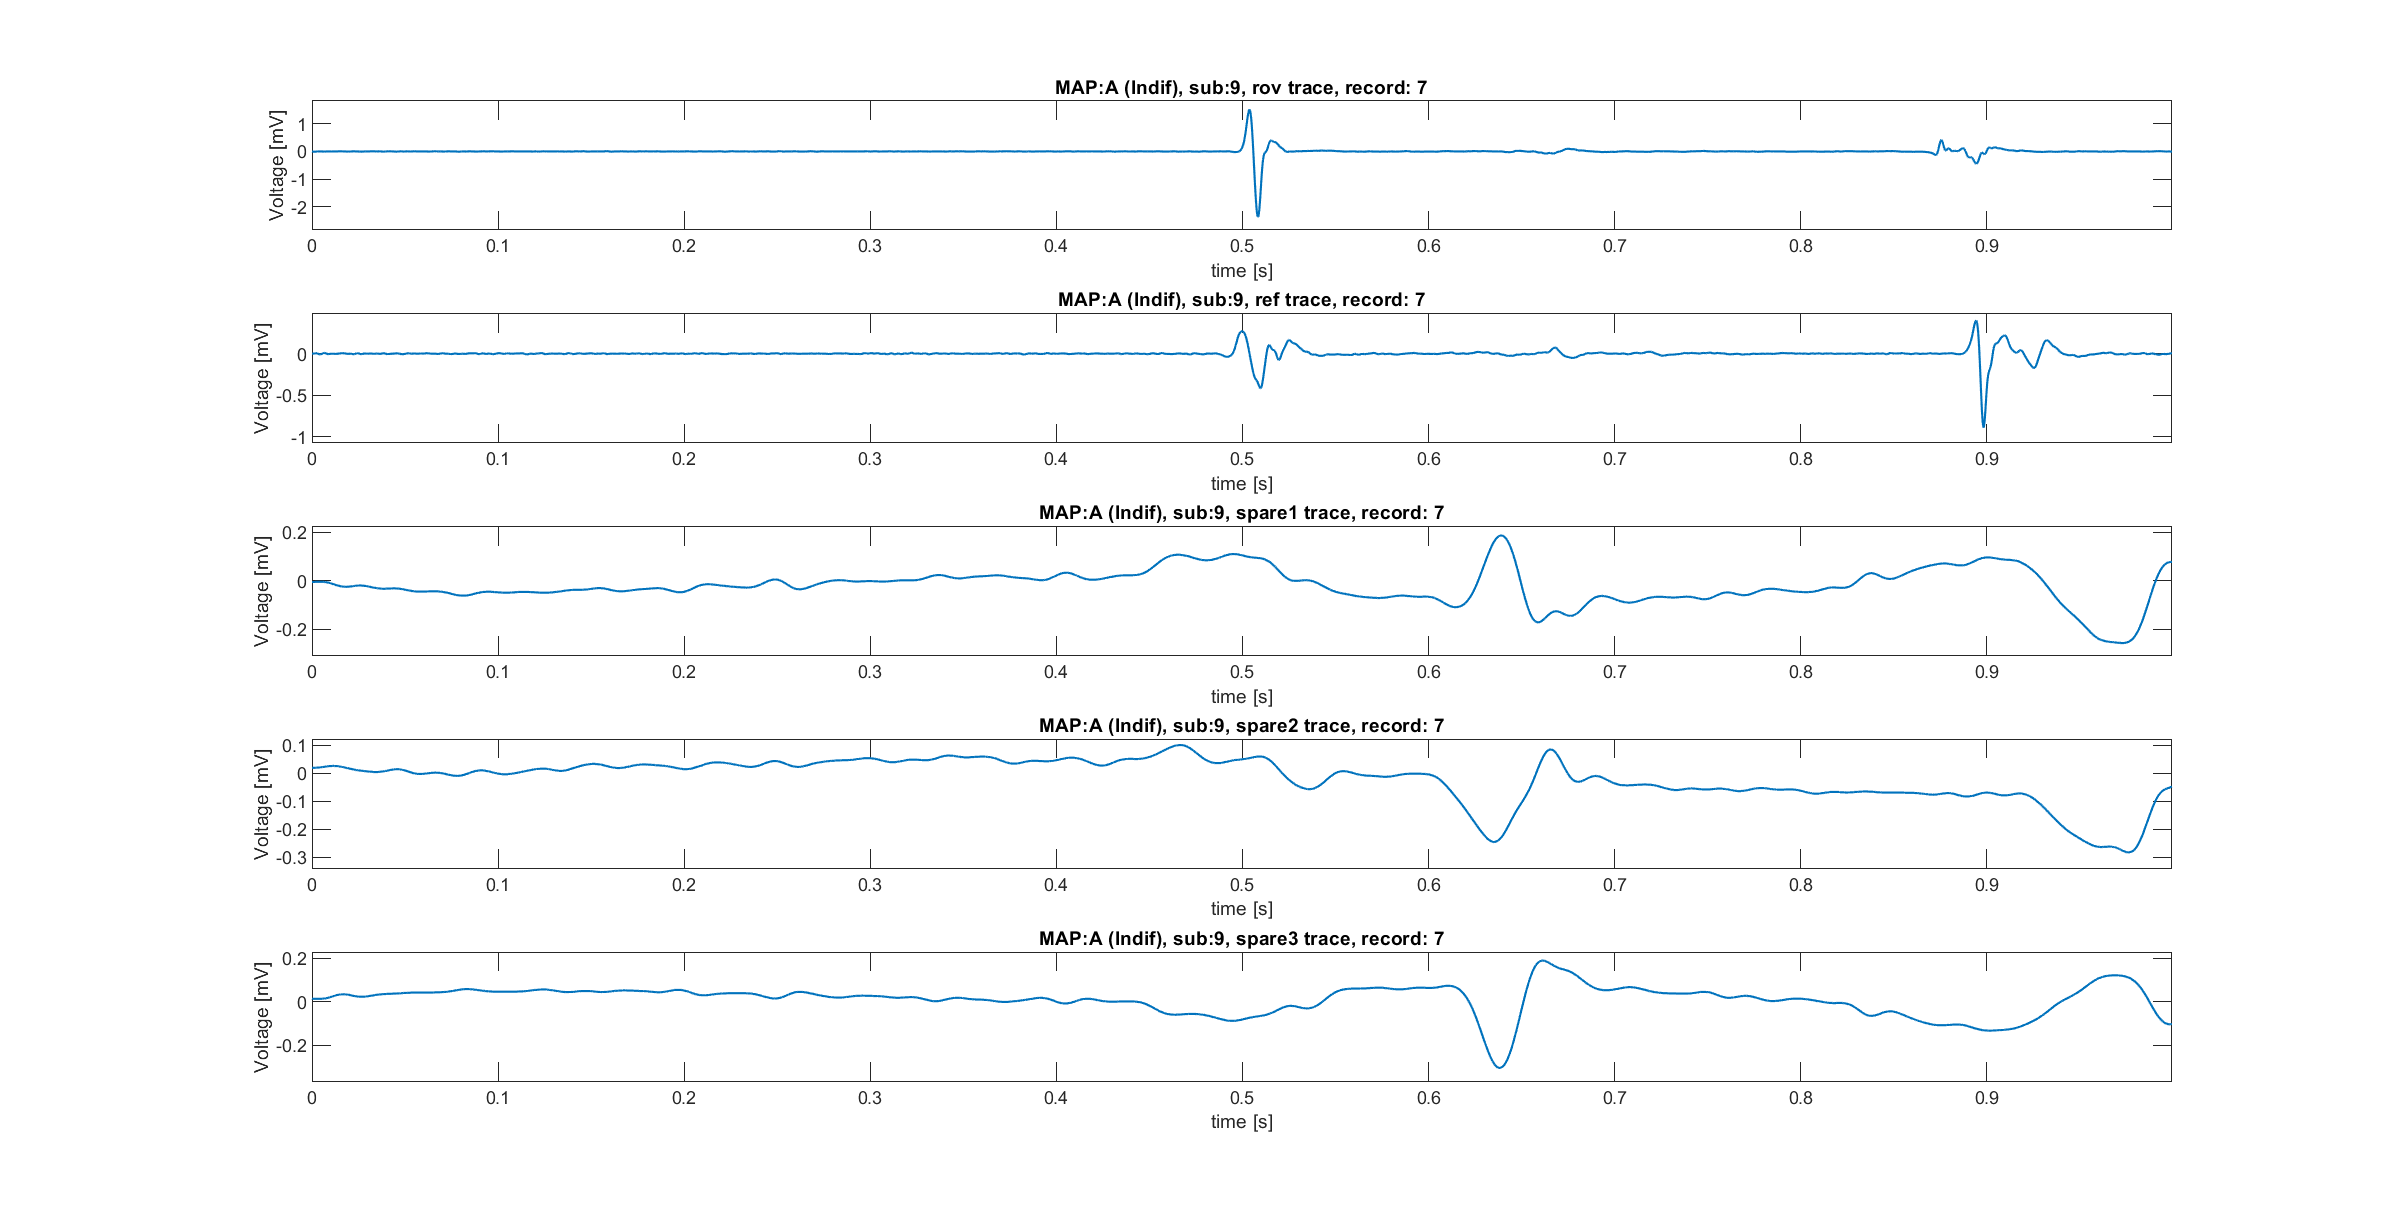 MAP:A (Indif), sub:9, rov trace, record: 7
Voltage [mV]
1
0
-1
-2
0 0.1 0.2 0.3 0.4 0.5 0.6 0.7 0.8 0.9
time [s]
MAP:A (Indif), sub:9, ref trace, record: 7
Voltage [mV]
0
-0.5
-1
0 0.1 0.2 0.3 0.4 0.5 0.6 0.7 0.8 0.9
time [s]
MAP:A (Indif), sub:9, spare1 trace, record: 7
Voltage [mV]
0.2
0
-0.2
0 0.1 0.2 0.3 0.4 0.5 0.6 0.7 0.8 0.9
time [s]
MAP:A (Indif), sub:9, spare2 trace, record: 7
Voltage [mV]
0.1
0
-0.1
-0.2
-0.3
0 0.1 0.2 0.3 0.4 0.5 0.6 0.7 0.8 0.9
time [s]
MAP:A (Indif), sub:9, spare3 trace, record: 7
Voltage [mV]
0.2
0
-0.2
0 0.1 0.2 0.3 0.4 0.5 0.6 0.7 0.8 0.9
time [s]